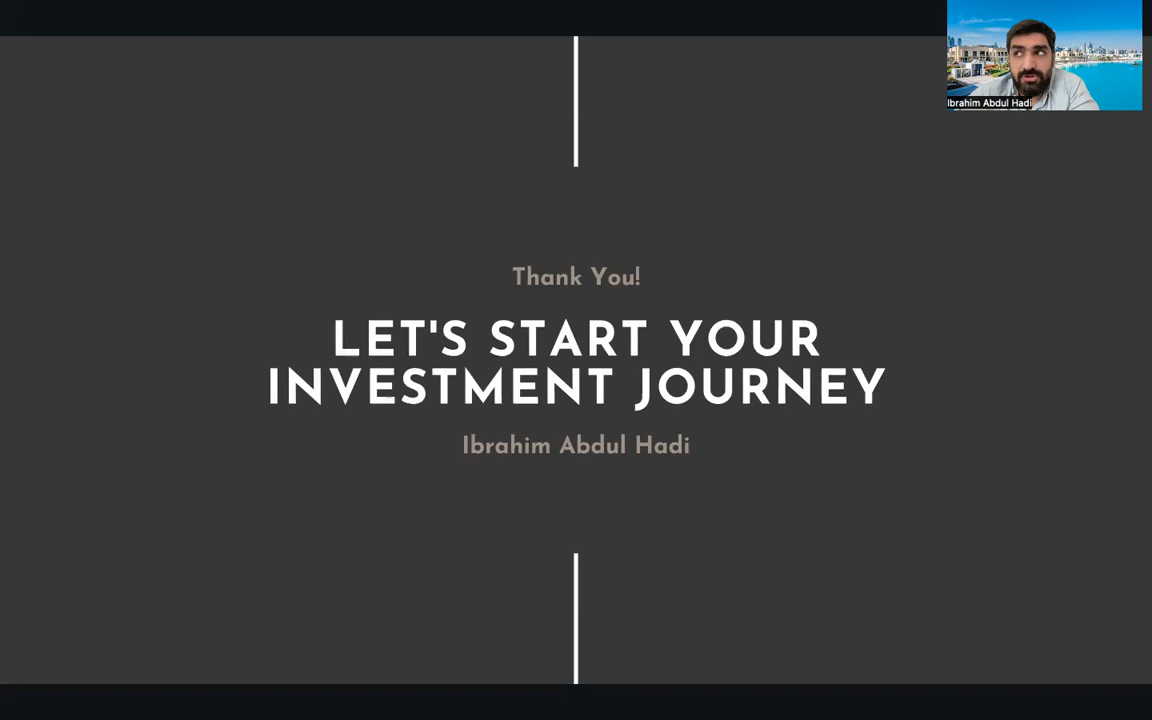 Ibrahim Abdul Hadi
Thank You!
LET'S START YOUR
INVESTMENT JOURNEY
Ibrahim Abdul Hadi